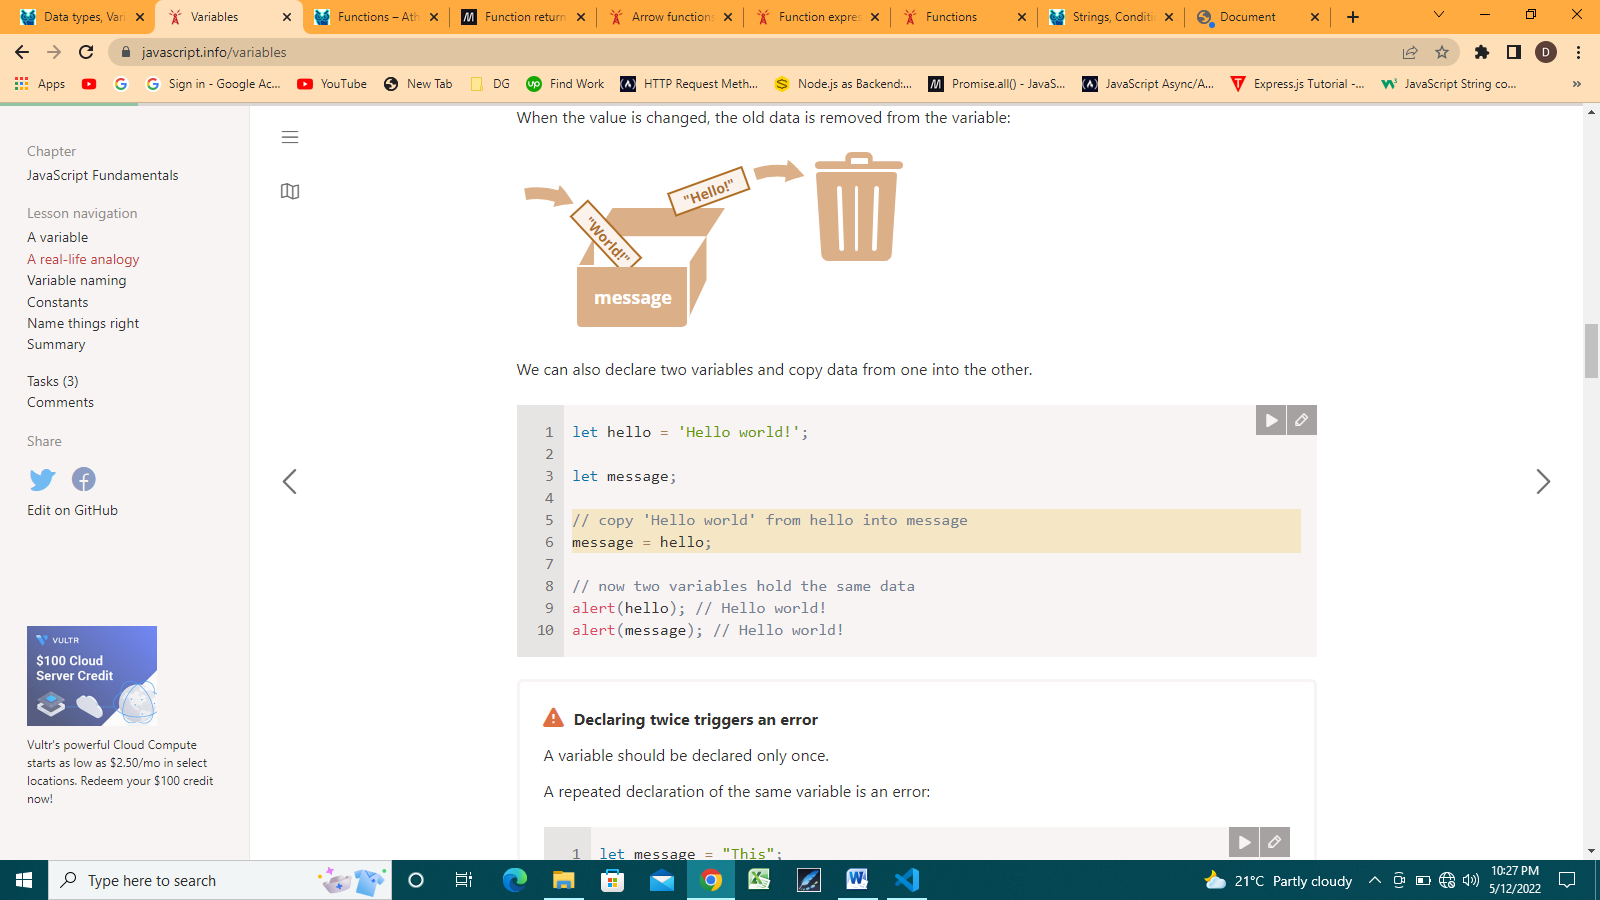 Data types, Vari
Variables
Functions – Ath
Function return
Arrow functions
Function expres
Functions
Strings, Conditi
Document
javascript.info/variables
D
Apps
Sign in - Google Ac...
YouTube
New Tab
DG
Find Work
HTTP Request Meth...
Node.js as Backend:...
Promise.all() - JavaS...
JavaScript Async/A...
Express.js Tutorial -...
JavaScript String co...
»
Chapter
JavaScript Fundamentals
Lesson navigation
A variable
A real-life analogy
Variable naming
Constants
Name things right
Summary
Tasks (3)
Comments
Share
Edit on GitHub
VULTR
$100 Cloud
Server Credit
Vultr's powerful Cloud Compute
starts as low as $2.50/mo in select
locations. Redeem your $100 credit
now!
When the value is changed, the old data is removed from the variable:
"World!"
"Hello!"
message
We can also declare two variables and copy data from one into the other.
1 let hello = 'Hello world!';
2
3 let message;
4
5 // copy 'Hello world' from hello into message
6 message = hello;
7
8 // now two variables hold the same data
9 alert(hello); // Hello world!
10 alert(message); // Hello world!
Declaring twice triggers an error
A variable should be declared only once.
A repeated declaration of the same variable is an error:
1 let message = "This";
Type here to search
21°C Partly cloudy
10:27 PM
5/12/2022